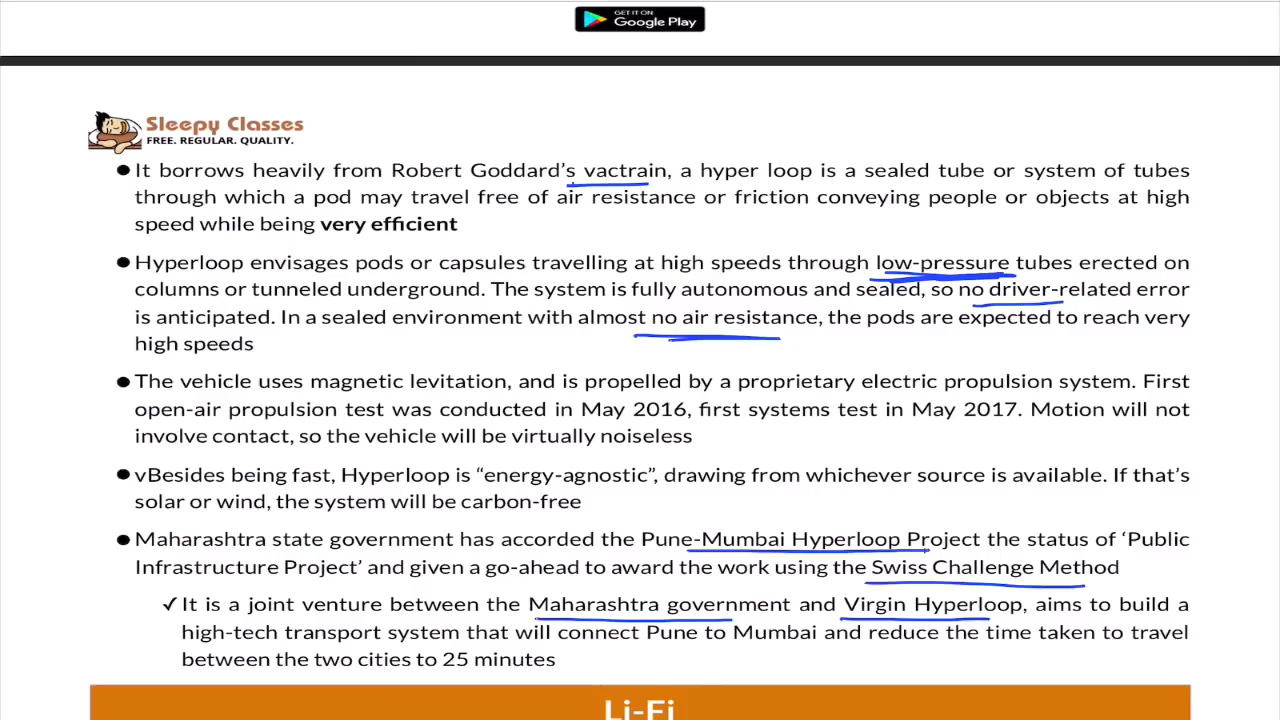 GET IT ON
Google Play
Sleepy Classes
FREE. REGULAR. QUALITY.
● It borrows heavily from Robert Goddard's vactrain, a hyper loop is a sealed tube or system of tubes
through which a pod may travel free of air resistance or friction conveying people or objects at high
speed while being very efficient
● Hyperloop envisages pods or capsules travelling at high speeds through low-pressure tubes erected on
columns or tunneled underground. The system is fully autonomous and sealed, so no driver-related error
is anticipated. In a sealed environment with almost no air resistance, the pods are expected to reach very
high speeds
● The vehicle uses magnetic levitation, and is propelled by a proprietary electric propulsion system. First
open-air propulsion test was conducted in May 2016, first systems test in May 2017. Motion will not
involve contact, so the vehicle will be virtually noiseless
● vBesides being fast, Hyperloop is “energy-agnostic”, drawing from whichever source is available. If that's
solar or wind, the system will be carbon-free
● Maharashtra state government has accorded the Pune-Mumbai Hyperloop Project the status of ‘Public
Infrastructure Project’ and given a go-ahead to award the work using the Swiss Challenge Method
✓ It is a joint venture between the Maharashtra government and Virgin Hyperloop, aims to build a
high-tech transport system that will connect Pune to Mumbai and reduce the time taken to travel
between the two cities to 25 minutes
Li-Fi